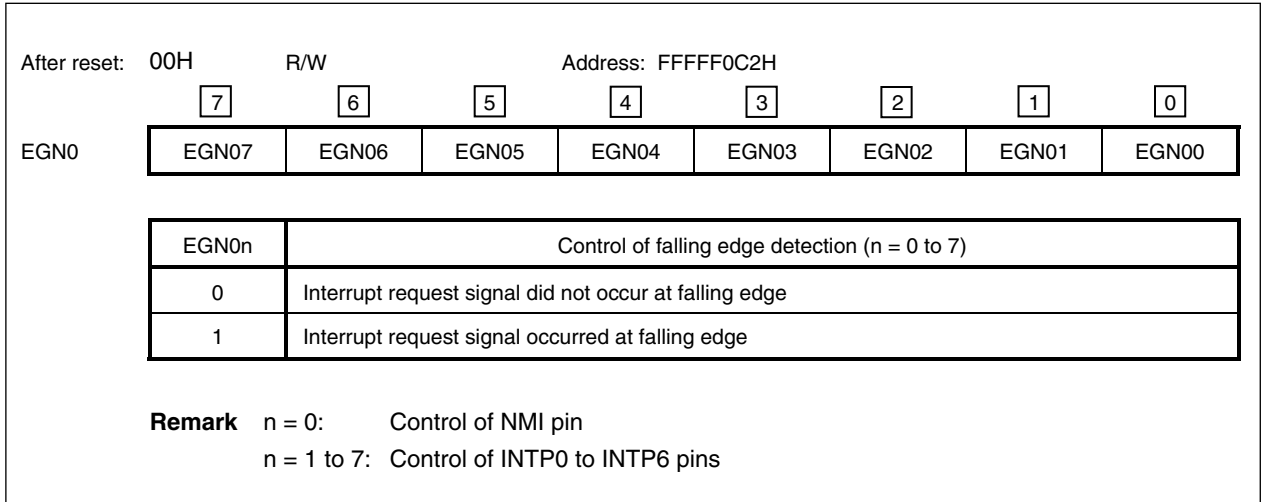 After reset: 00H R/W Address: FFFFF0C2H
7 6 5 4 3 2 1 0
EGN0 EGN07 EGN06 EGN05 EGN04 EGN03 EGN02 EGN01 EGN00
EGN0n Control of falling edge detection (n = 0 to 7)
0 Interrupt request signal did not occur at falling edge
1 Interrupt request signal occurred at falling edge
Remark n = 0: Control of NMI pin
n = 1 to 7: Control of INTP0 to INTP6 pins